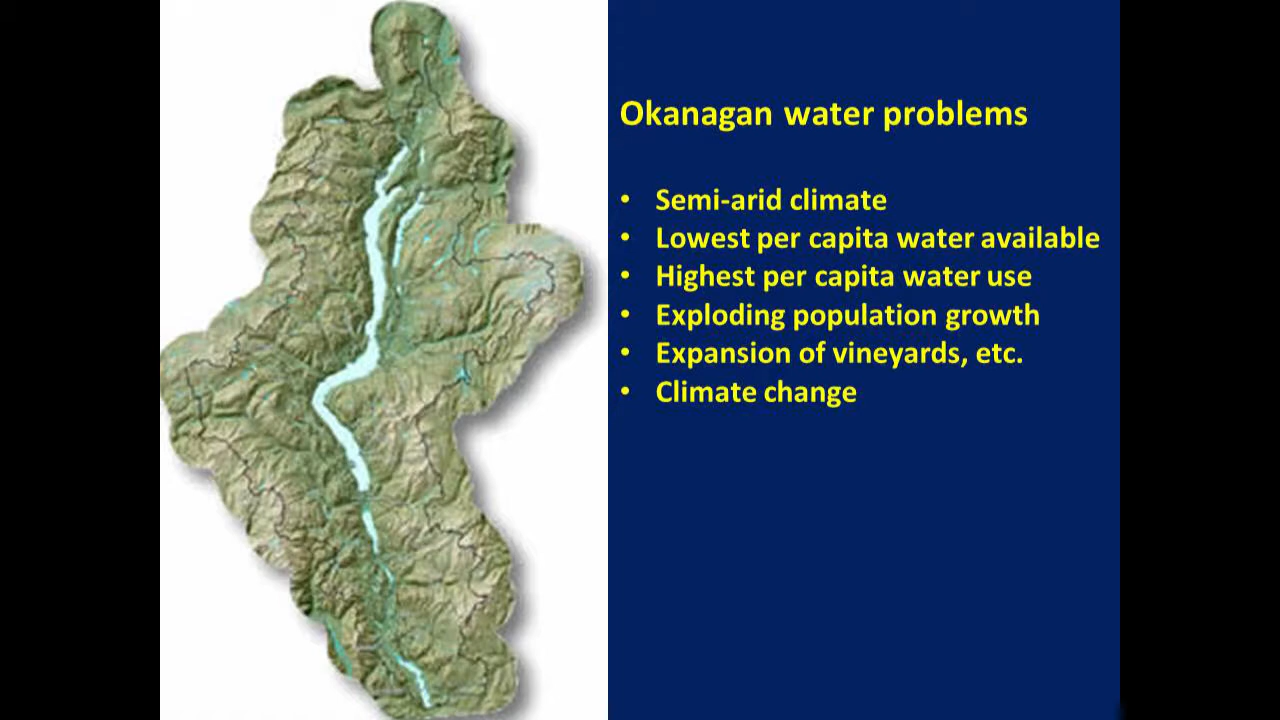 Okanagan water problems
• Semi-arid climate
• Lowest per capita water available
• Highest per capita water use
• Exploding population growth
• Expansion of vineyards, etc.
• Climate change